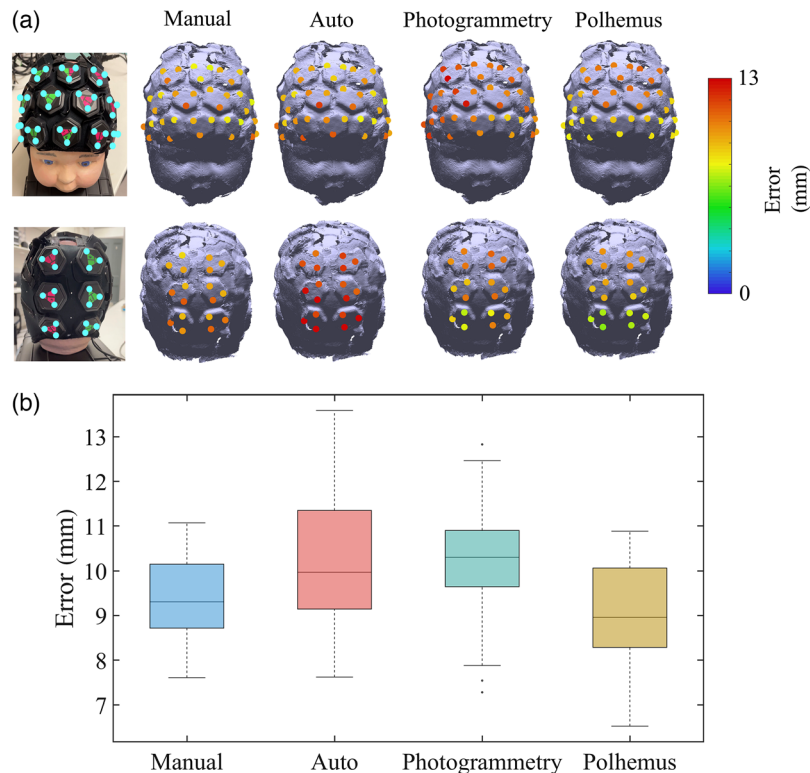 (a)
Manual Auto Photogrammetry Polhemus
13
Error
(mm)
0
(b)
13
12
11
10
9
8
7
Error (mm)
Manual Auto Photogrammetry Polhemus